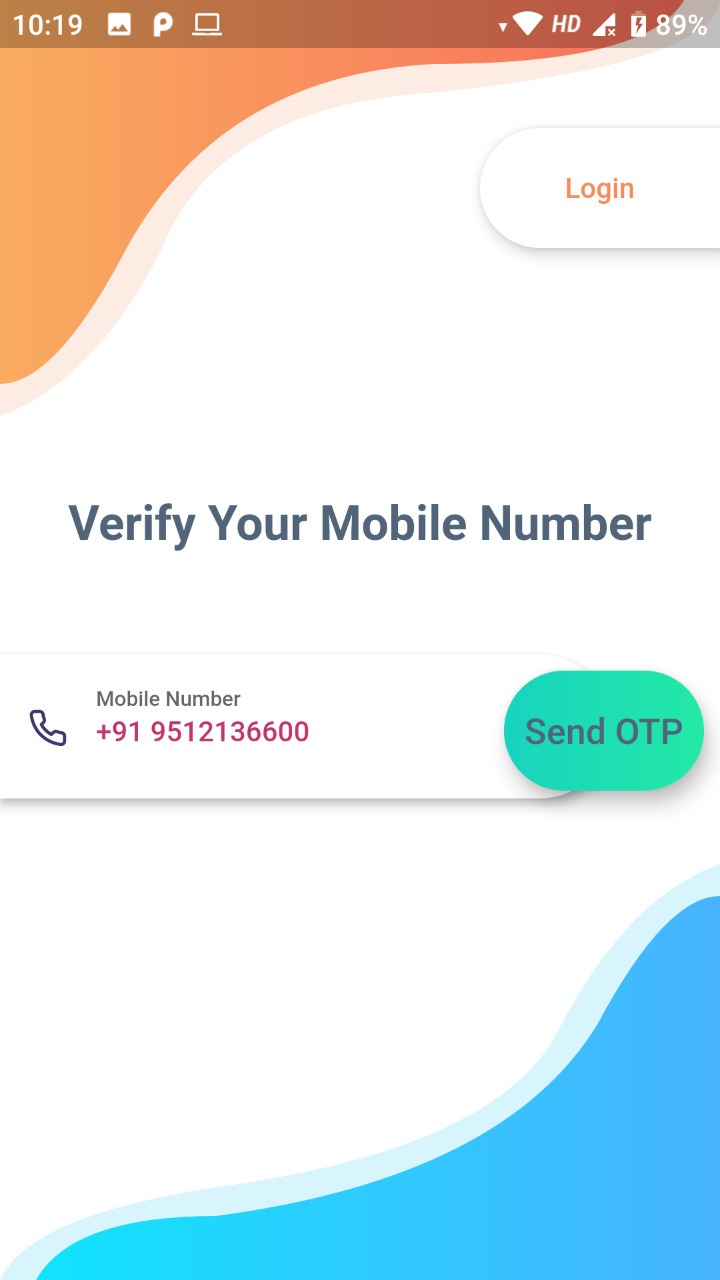 10:19 HD 89%
Login
Verify Your Mobile Number
Mobile Number
+91 9512136600
Send OTP